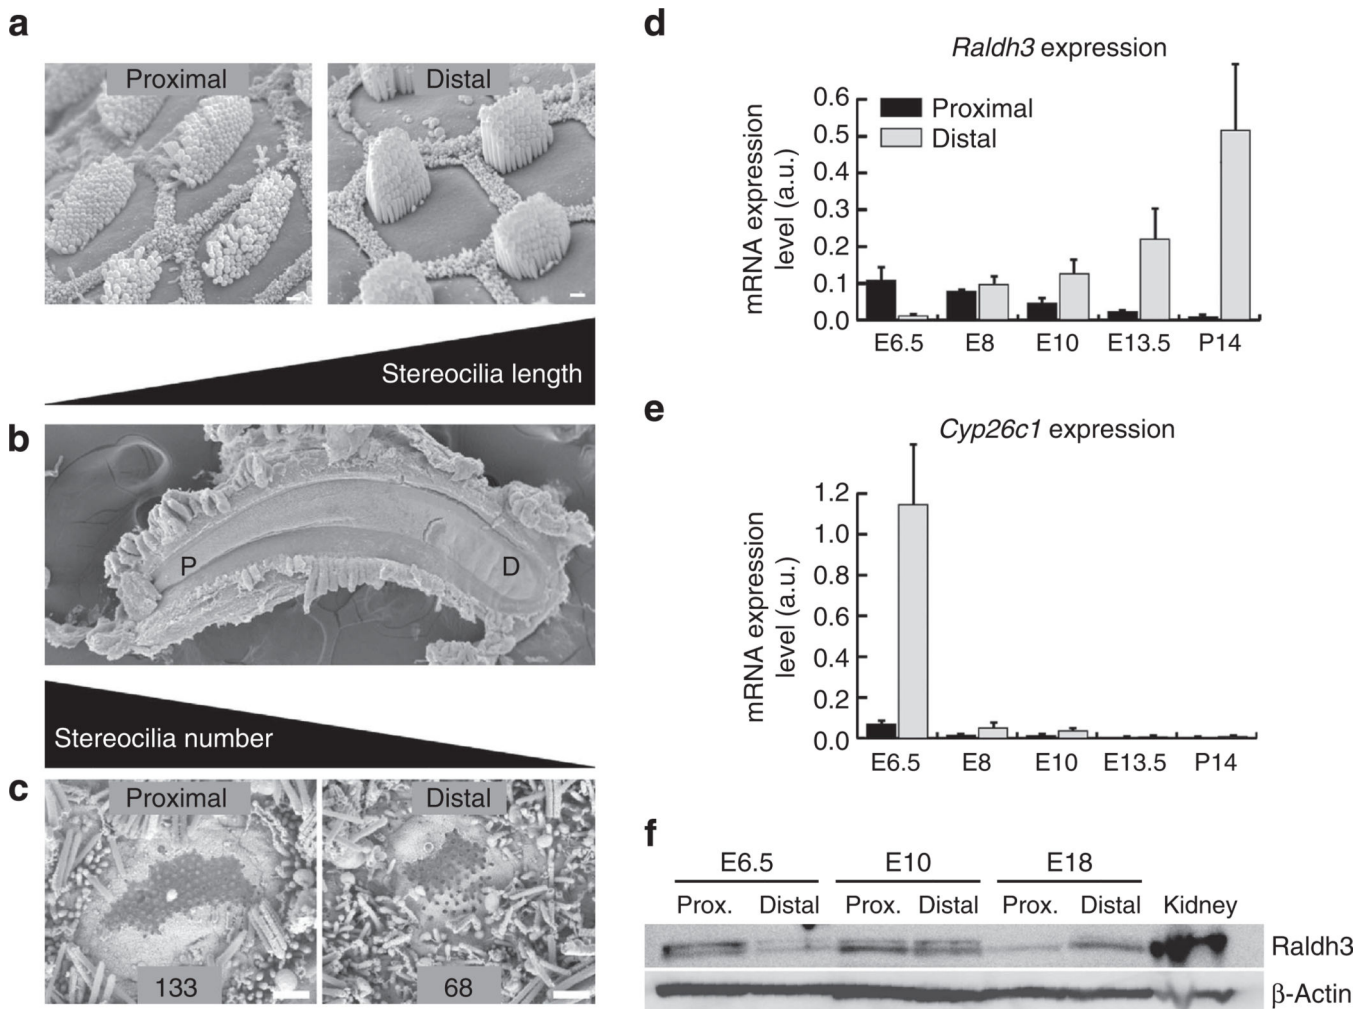 a
Proximal
Distal
Stereocilia length
b
P
D
Stereocilia number
c
Proximal
Distal
133
68
d
Raldh3 expression
mRNA expression
level (a.u.)
0.6
0.5
0.4
0.3
0.2
0.1
0.0
Proximal
Distal
E6.5 E8 E10 E13.5 P14
e
Cyp26c1 expression
mRNA expression
level (a.u.)
1.2
1.0
0.8
0.6
0.4
0.2
0.0
E6.5 E8 E10 E13.5 P14
f
E6.5 E10 E18
Prox. Distal Prox. Distal Prox. Distal Kidney
Raldh3
β-Actin